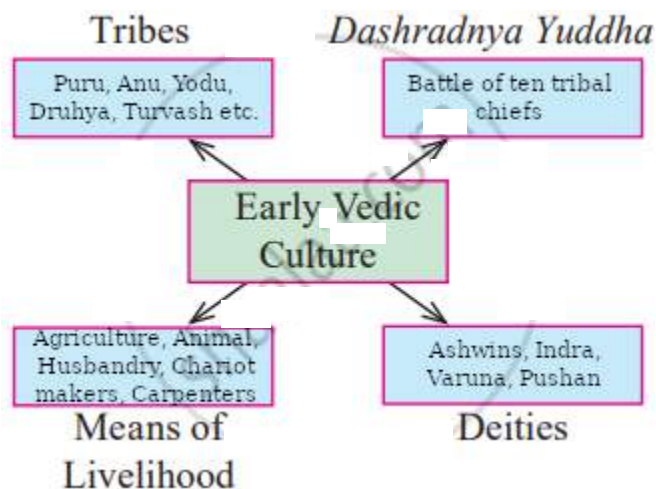 Tribes
Puru, Anu, Yodu,
Druhya, Turvash etc.
Dashradnya Yuddha
Battle of ten tribal
chiefs
Early Vedic
Culture
Agriculture, Animal,
Husbandry, Chariot
makers, Carpenters
Means of
Livelihood
Ashwins, Indra,
Varuna, Pushan
Deities